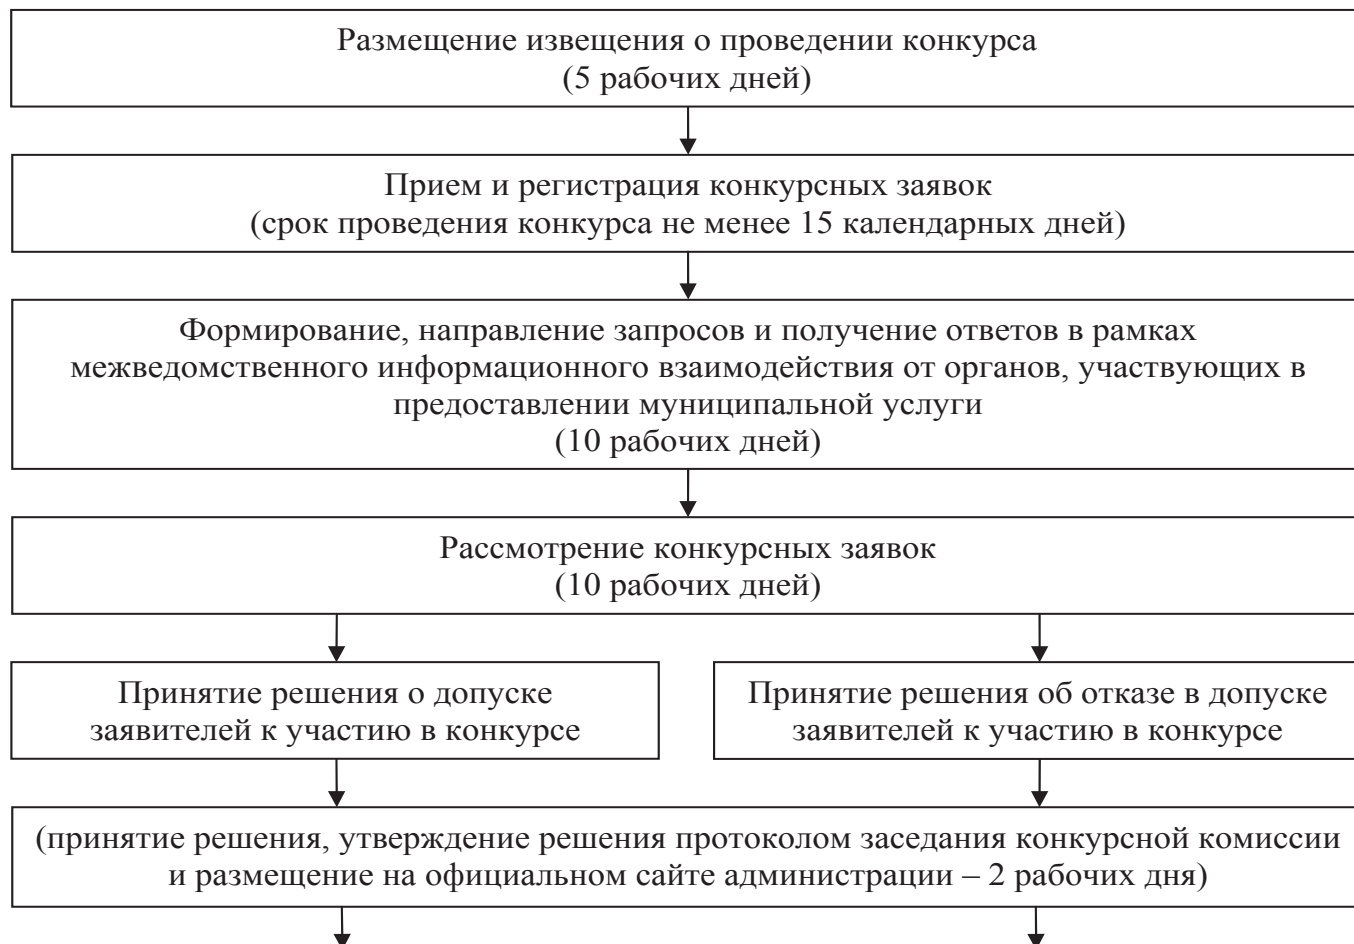 Размещение извещения о проведении конкурса
(5 рабочих дней)
Прием и регистрация конкурсных заявок
(срок проведения конкурса не менее 15 календарных дней)
Формирование, направление запросов и получение ответов в рамках
межведомственного информационного взаимодействия от органов, участвующих в
предоставлении муниципальной услуги
(10 рабочих дней)
Рассмотрение конкурсных заявок
(10 рабочих дней)
Принятие решения о допуске
заявителей к участию в конкурсе
Принятие решения об отказе в допуске
заявителей к участию в конкурсе
(принятие решения, утверждение решения протоколом заседания конкурсной комиссии
и размещение на официальном сайте администрации – 2 рабочих дня)